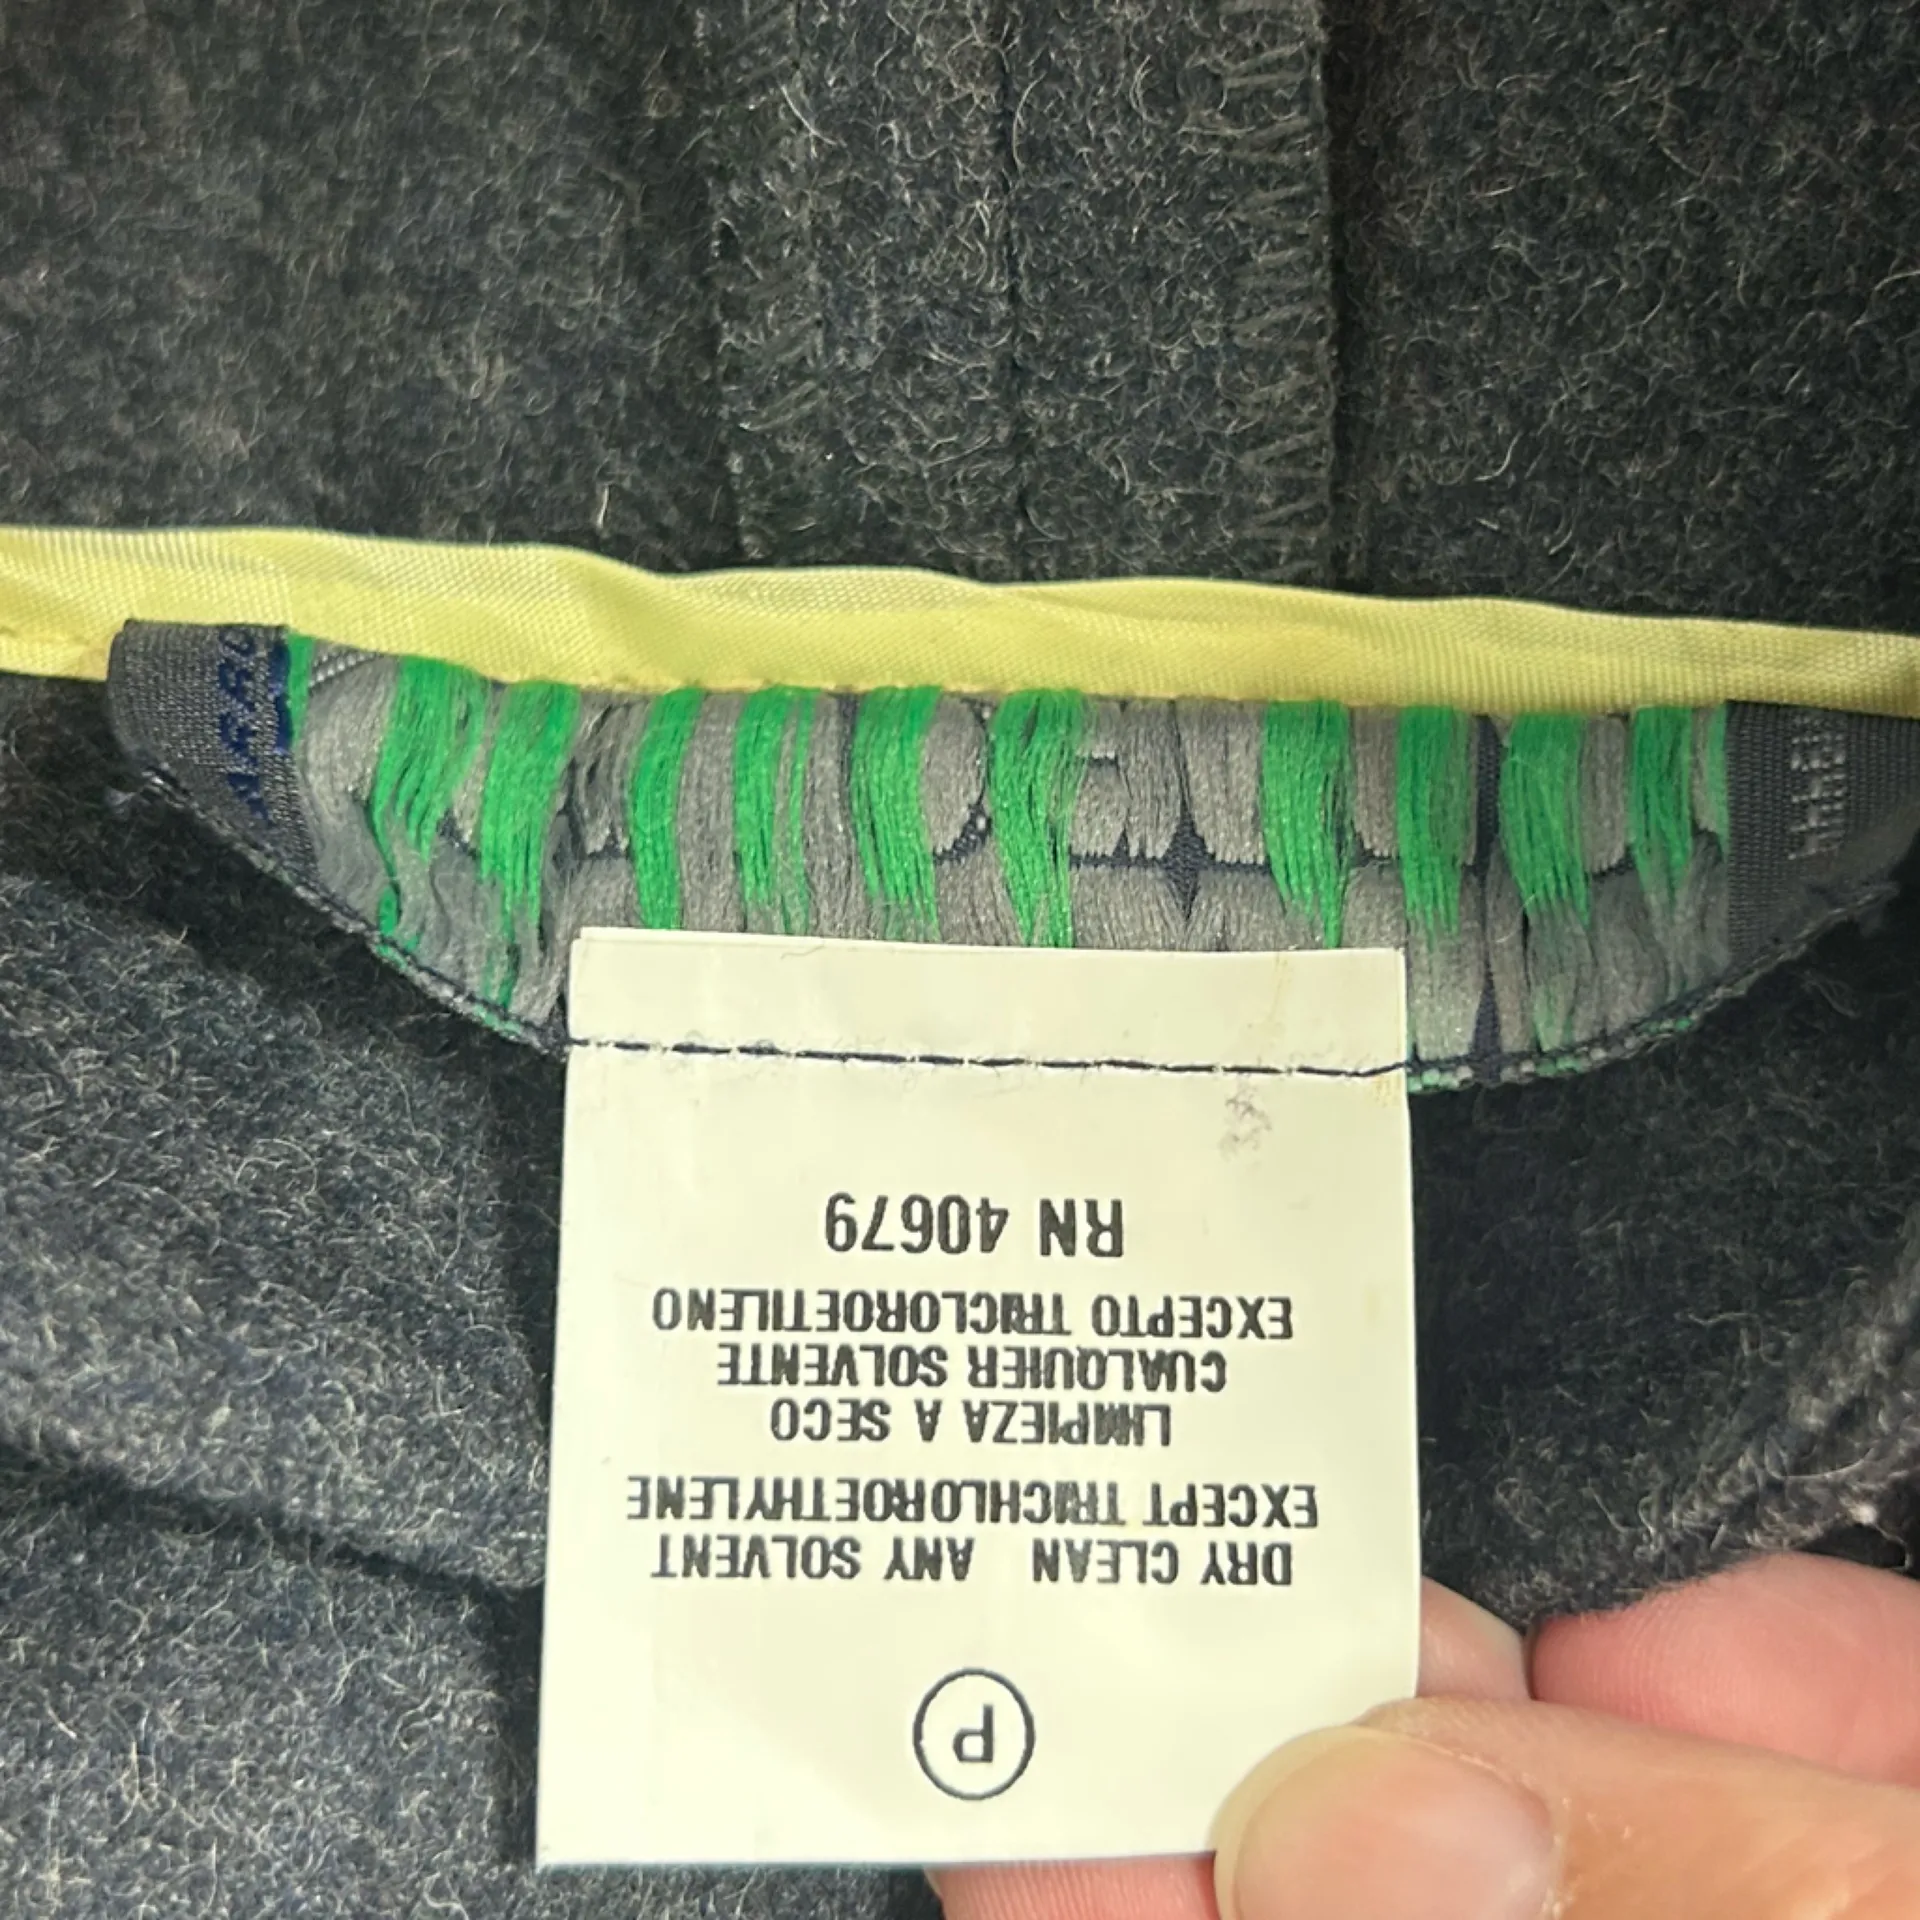 P
DRY CLEAN ANY SOLVENT
EXCEPT TRICHLOROETHYLENE
LIMPIEZA A SECO
CUALQUIER SOLVENTE
EXCEPTO TRICLOROETILENO
RN 40679